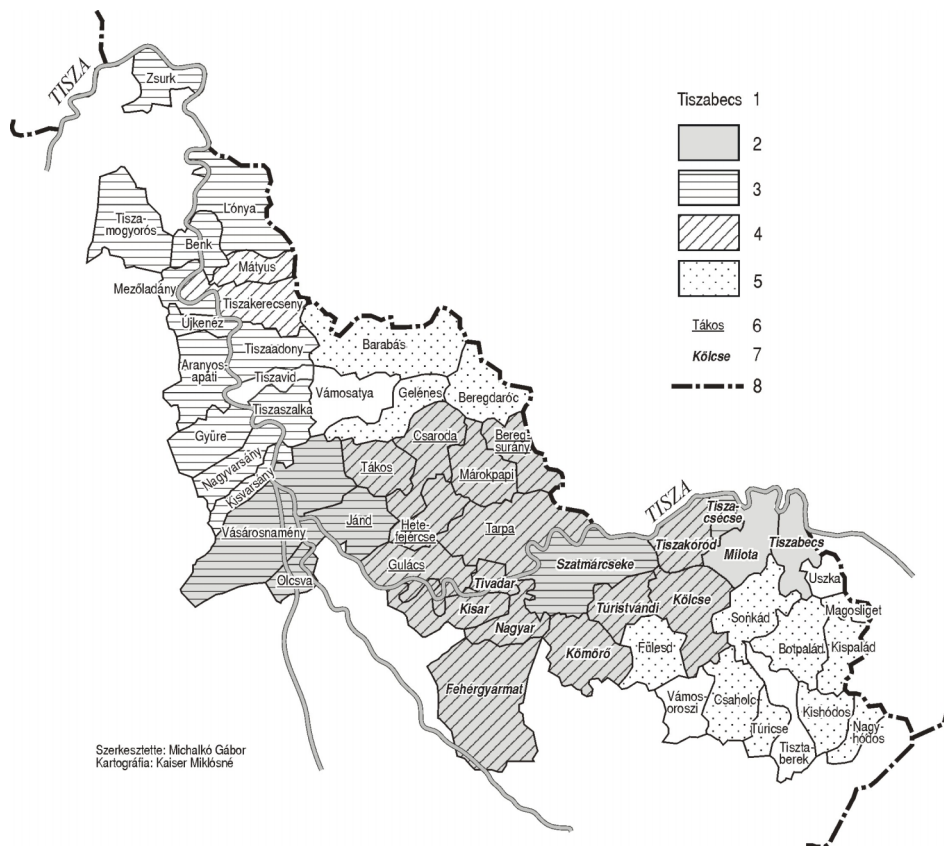 TISZA
Zsurk
Lónya
Tisza-
mogyorós
Benk
Mátyus
Mezőladány
Tiszakerecseny
Újkenéz
Tiszaadony
Barabás
Aranyos-
apáti
Tiszavid
Vámosatya
Gelénes
Beregdaróc
Tiszaszalka
Gyüre
Csaroda
Bereg-
surány
Nagyvarsány
Kisvarsány
Tákos
Márokpapi
Vásárosnamény
Jánd
Hete-
fejércse
Tarpa
TISZA
Tisza-
csécse
Tiszakóród
Milota
Tiszabecs
Olcsva
Gulács
Tivadar
Szatmárcseke
Uszka
Kisar
Nagyar
Túristvándi
Kölcse
Sonkád
Magosliget
Kömörő
Fülesd
Botpalád
Kispalád
Fehérgyarmat
Vámos-
oroszi
Csaholc
Túricse
Kishódos
Nagy-
hódos
Tiszta-
berek
Tiszabecs 1
2
3
4
5
Tákos 6
Kölcse 7
8
Szerkesztette: Michalkó Gábor
Kartográfia: Kaiser Miklósné